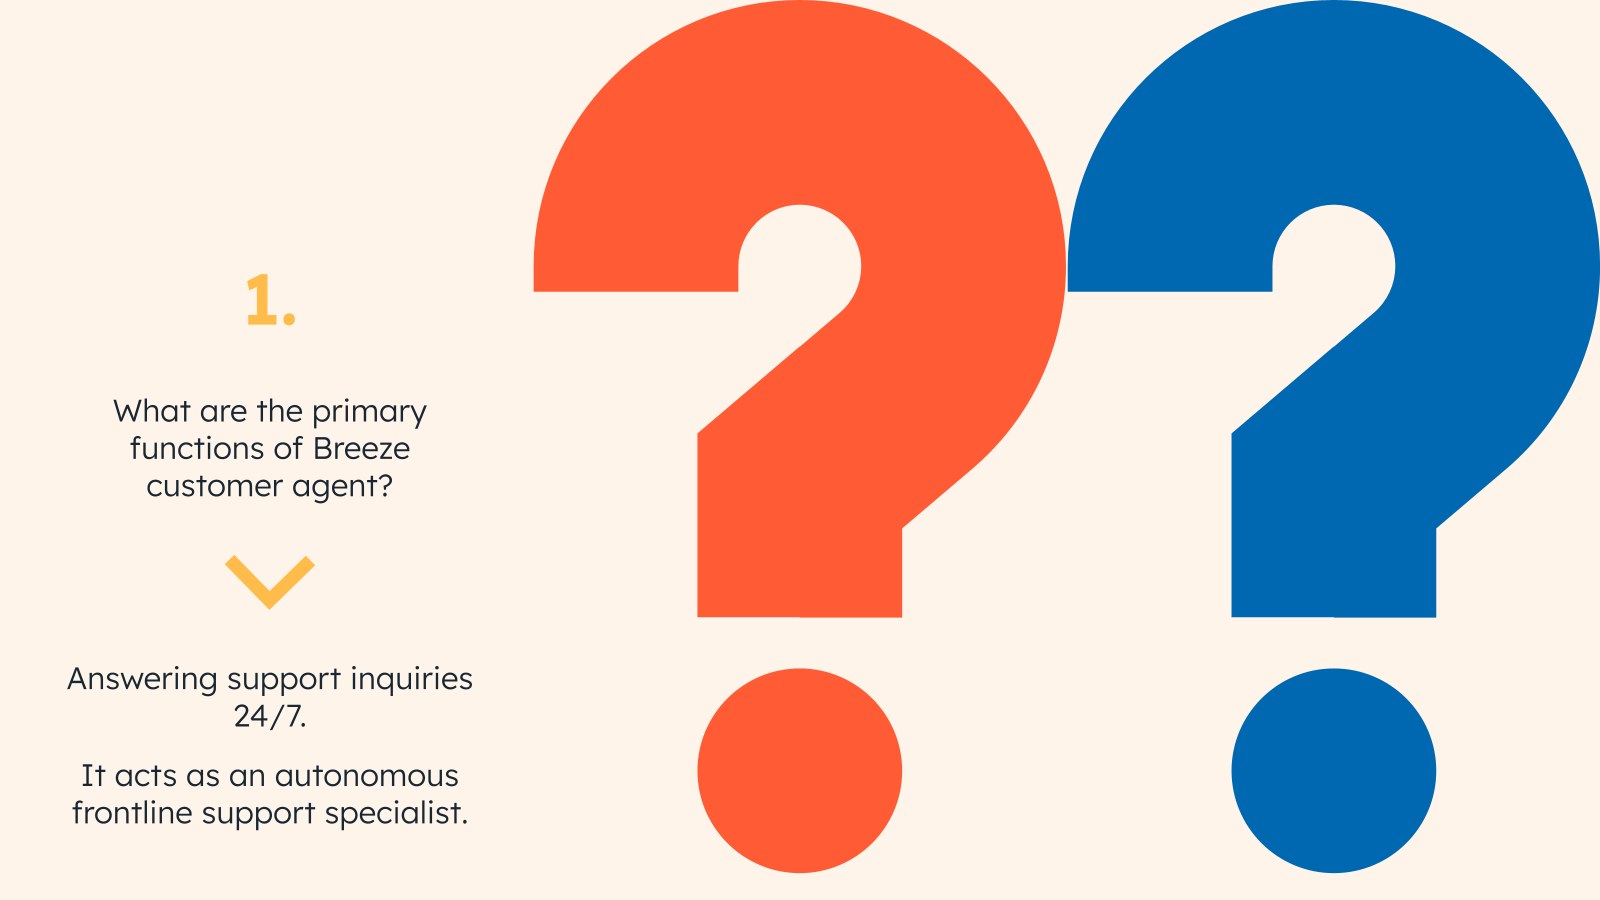 1.
What are the primary
functions of Breeze
customer agent?
Answering support inquiries
24/7.
It acts as an autonomous
frontline support specialist.
??